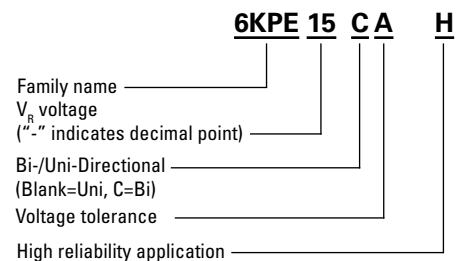 6KPE 15 C A H
Family name
V_R voltage
("-" indicates decimal point)
Bi-/Uni-Directional
(Blank=Uni, C=Bi)
Voltage tolerance
High reliability application